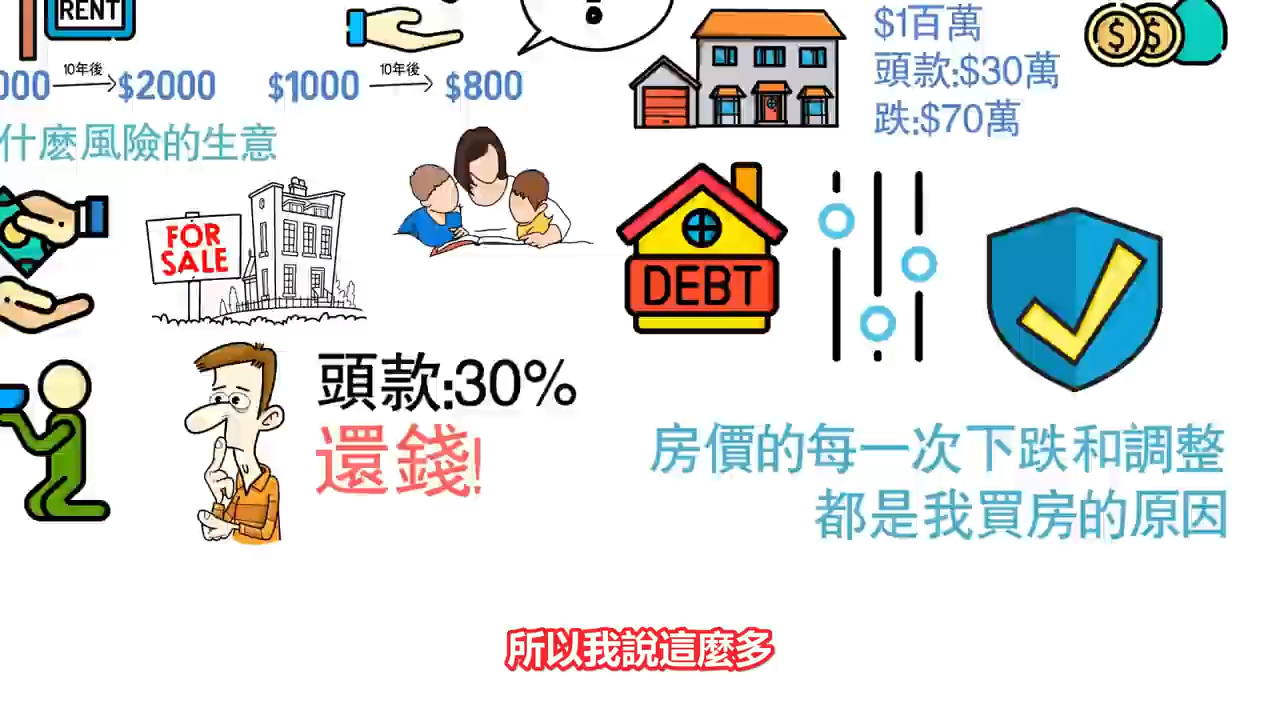 RENT
$1百萬
頭款:$30萬
跌:$70萬
10年後
$2000
$1000
10年後
$800
什麼風險的生意
FOR
SALE
DEBT
頭款:30%
還錢!
房價的每一次下跌和調整
都是我買房的原因
所以我說這麼多